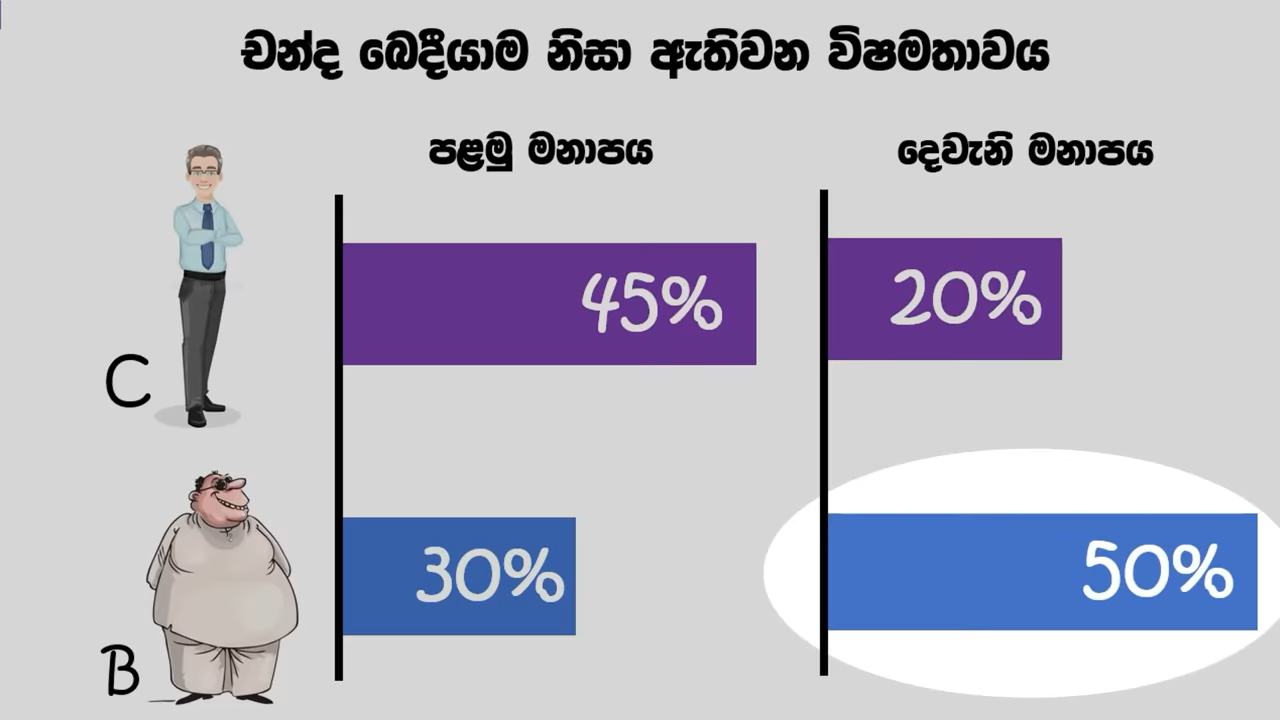 චන්ද බෙදීයාම නිසා ඇතිවන විෂමතාවය
පළමු මනාපය
දෙවැනි මනාපය
45%
20%
C
30%
50%
B